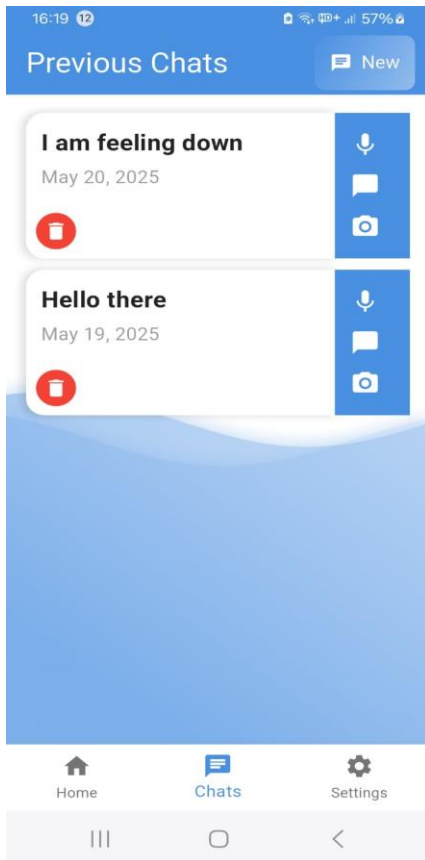 16:19 12 57%
Previous Chats
New
I am feeling down
May 20, 2025
Hello there
May 19, 2025
Home Chats Settings